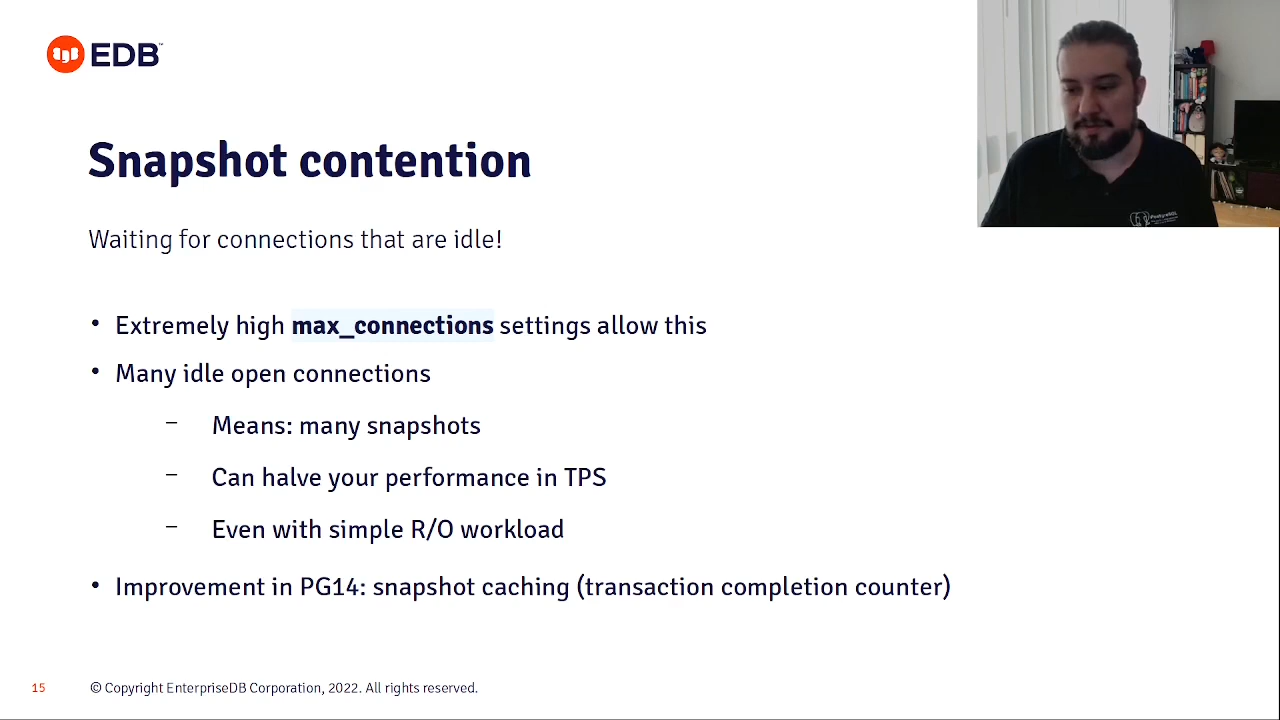 EDB™
Snapshot contention
Waiting for connections that are idle!
• Extremely high max_connections settings allow this
• Many idle open connections
– Means: many snapshots
– Can halve your performance in TPS
– Even with simple R/O workload
• Improvement in PG14: snapshot caching (transaction completion counter)
15 © Copyright EnterpriseDB Corporation, 2022. All rights reserved.
PostgreSQL